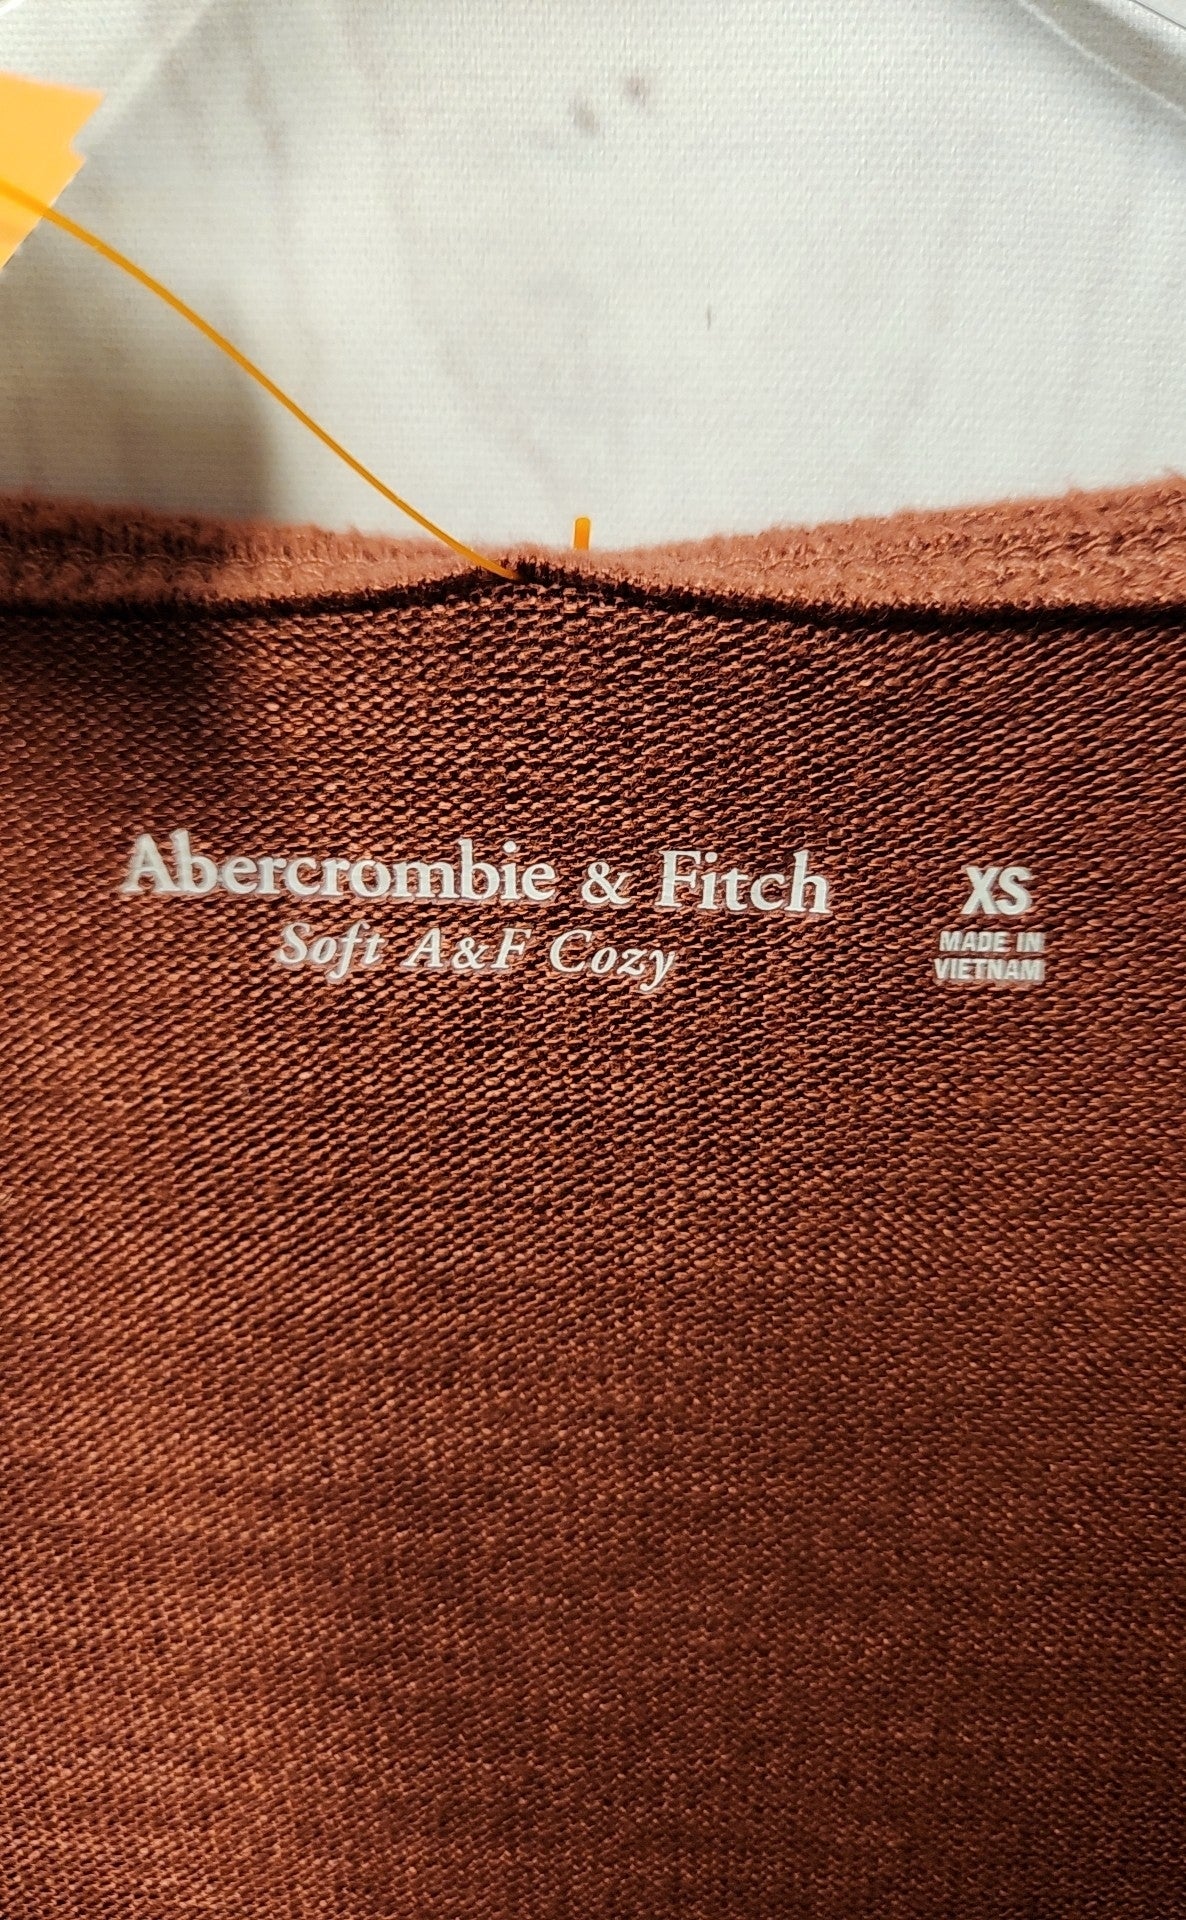 Abercrombie & Fitch
Soft A&F Cozy
XS
MADE IN
VIETNAM